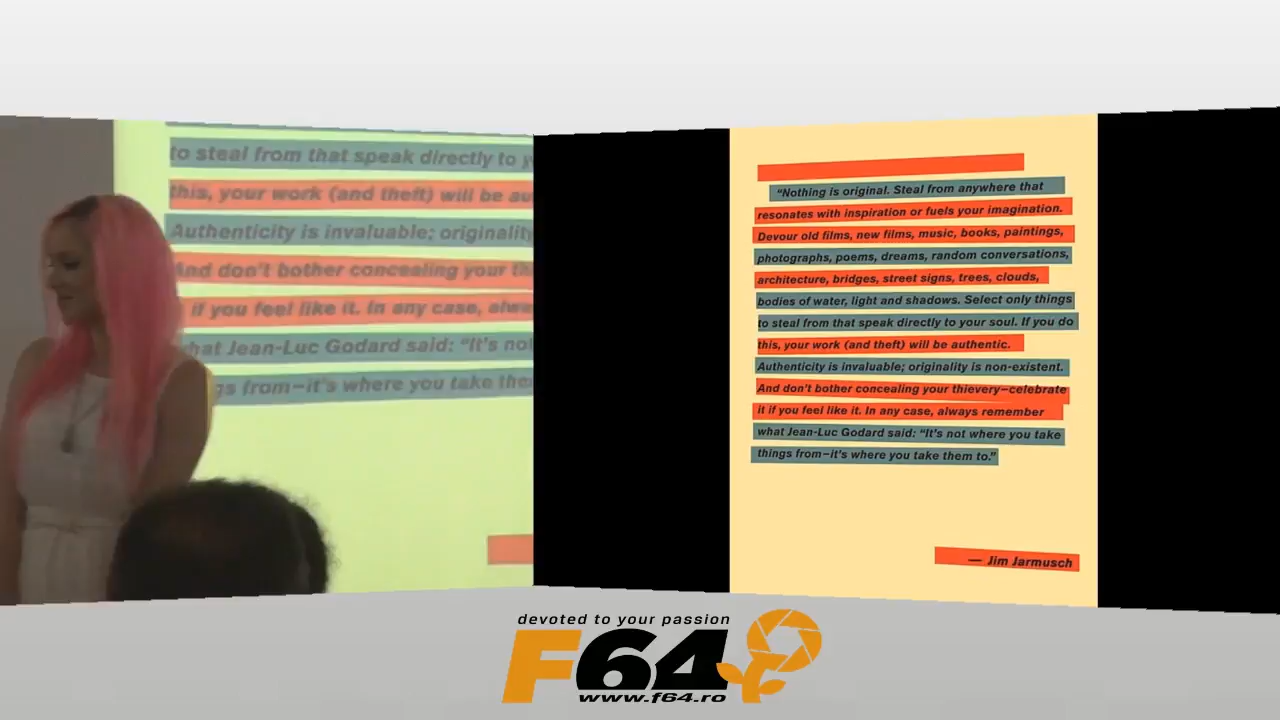 to steal from that speak directly to
this, your work (and theft) will be
Authenticity is invaluable; originality
And don't bother concealing your
if you feel like it. In any case,
what Jean-Luc Godard said: "It's not
from—it's where you take
"Nothing is original. Steal from anywhere that
resonates with inspiration or fuels your imagination.
Devour old films, new films, music, books, paintings,
photographs, poems, dreams, random conversations,
architecture, bridges, street signs, trees, clouds,
bodies of water, light and shadows. Select only things
to steal from that speak directly to your soul. If you do
this, your work (and theft) will be authentic.
Authenticity is invaluable; originality is non-existent.
And don't bother concealing your thievery—celebrate
it if you feel like it. In any case, always remember
what Jean-Luc Godard said: "It's not where you take
things from—it's where you take them to."
— Jim Jarmusch
devoted to your passion
F64
www.f64.ro